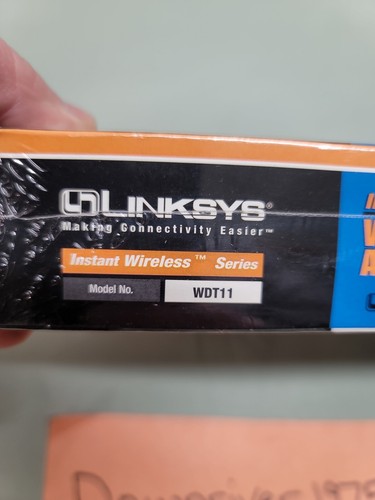 LINKSYS®
Making Connectivity Easier™
Instant Wireless™ Series
Model No. WDT11